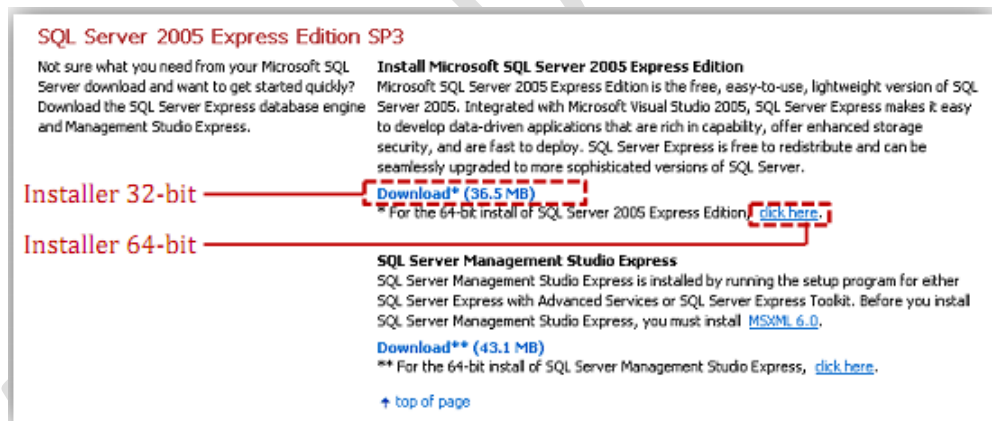 SQL Server 2005 Express Edition SP3
Not sure what you need from your Microsoft SQL
Server download and want to get started quickly?
Download the SQL Server Express database engine
and Management Studio Express.
Install Microsoft SQL Server 2005 Express Edition
Microsoft SQL Server 2005 Express Edition is the free, easy-to-use, lightweight version of SQL
Server 2005. Integrated with Microsoft Visual Studio 2005, SQL Server Express makes it easy
to develop data-driven applications that are rich in capability, offer enhanced storage
security, and are fast to deploy. SQL Server Express is free to redistribute and can be
seamlessly upgraded to more sophisticated versions of SQL Server.
Installer 32-bit
Download* (36.5 MB)
* For the 64-bit install of SQL Server 2005 Express Edition, click here.
Installer 64-bit
SQL Server Management Studio Express
SQL Server Management Studio Express is installed by running the setup program for either
SQL Server Express with Advanced Services or SQL Server Express Toolkit. Before you install
SQL Server Management Studio Express, you must install MSXML 6.0.
Download** (43.1 MB)
** For the 64-bit install of SQL Server Management Studio Express, click here.
top of page